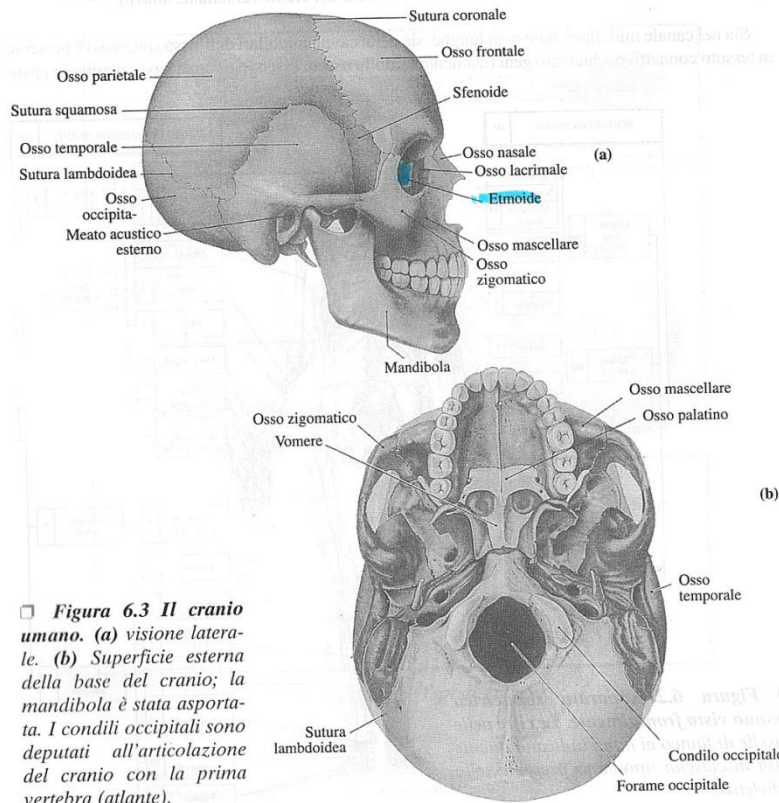 Sutura coronale
Osso frontale
Osso parietale
Sfenoide
Sutura squamosa
Osso temporale
Osso nasale
(a)
Osso lacrimale
Sutura lambdoidea
Etmoide
Osso
occipita-
Meato acustico
esterno
Osso mascellare
Osso
zigomatico
Mandibola
Osso mascellare
Osso zigomatico
Osso palatino
Vomere
(b)
Osso
temporale
Figura 6.3 Il cranio
umano. (a) visione latera-
le. (b) Superficie esterna
della base del cranio; la
mandibola è stata asporta-
ta. I condili occipitali sono
deputati all'articolazione
del cranio con la prima
vertebra (atlante).
Sutura
lambdoidea
Condilo occipitale
Forame occipitale